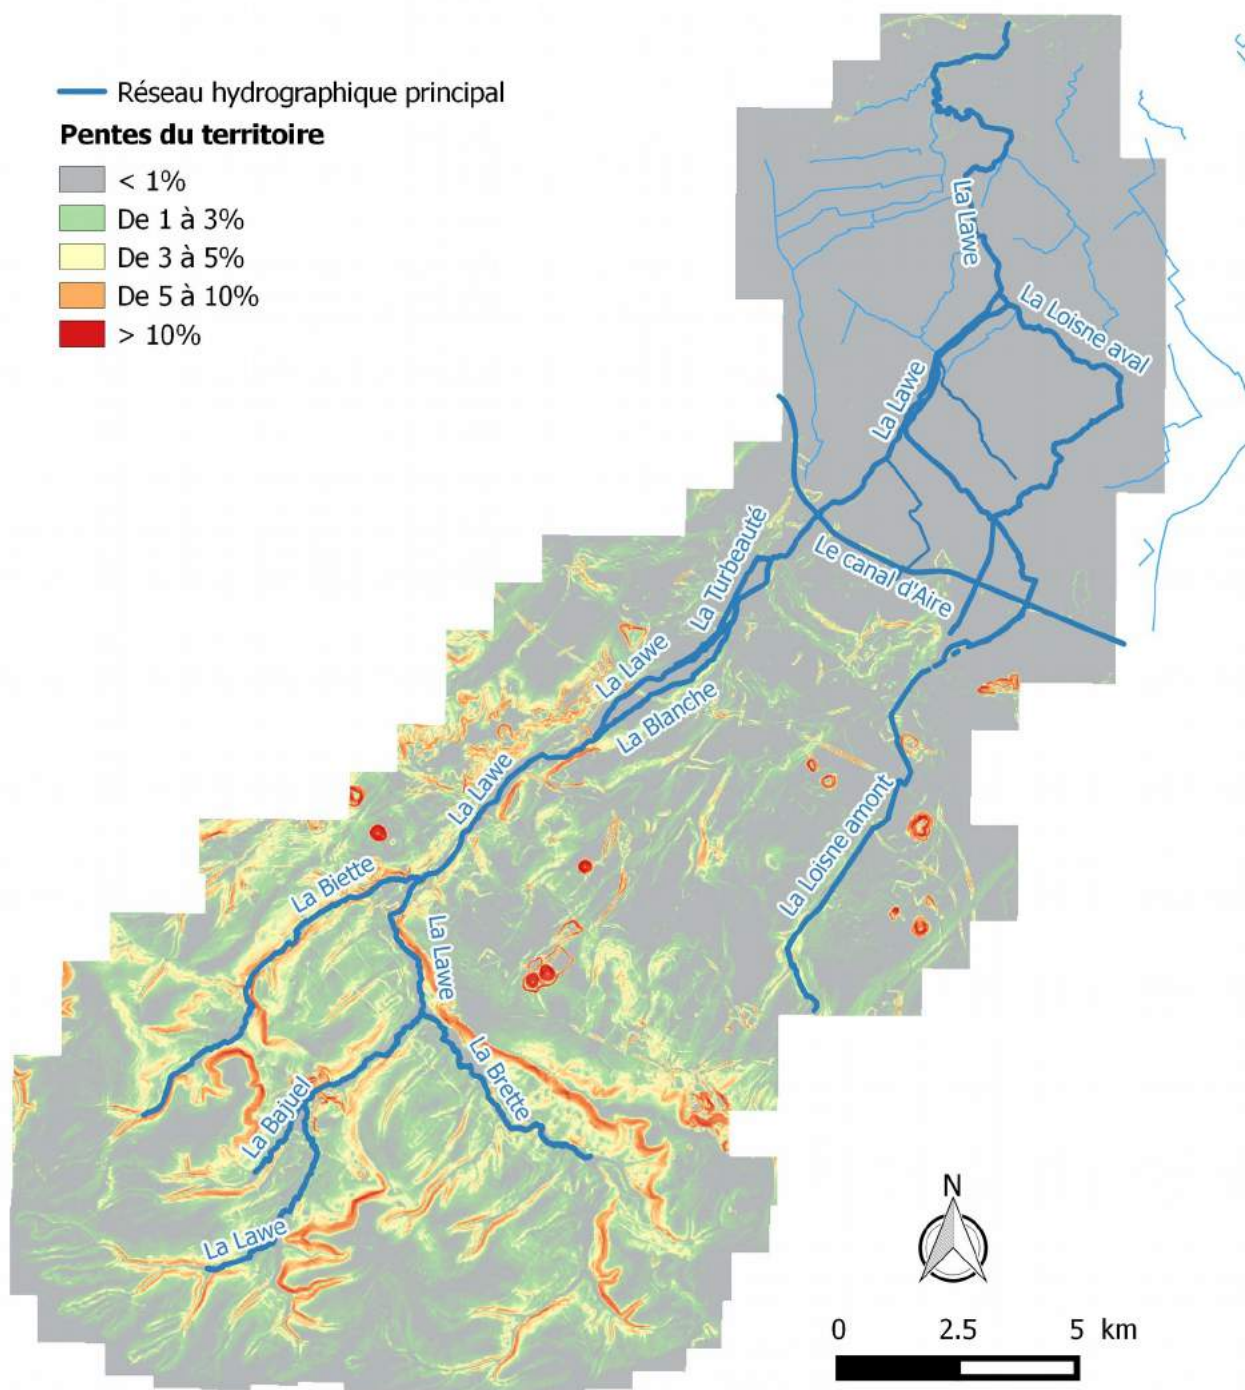 Réseau hydrographique principal
Pentes du territoire
< 1%
De 1 à 3%
De 3 à 5%
De 5 à 10%
> 10%
La Lawe
La Loisne aval
La Lawe
La Turbeauté
Le canal d'Aire
La Lawe
La Blanche
La Lawe
La Loisne amont
La Biette
La Lawe
La Brette
La Bajuel
La Lawe
N
0 2.5 5 km